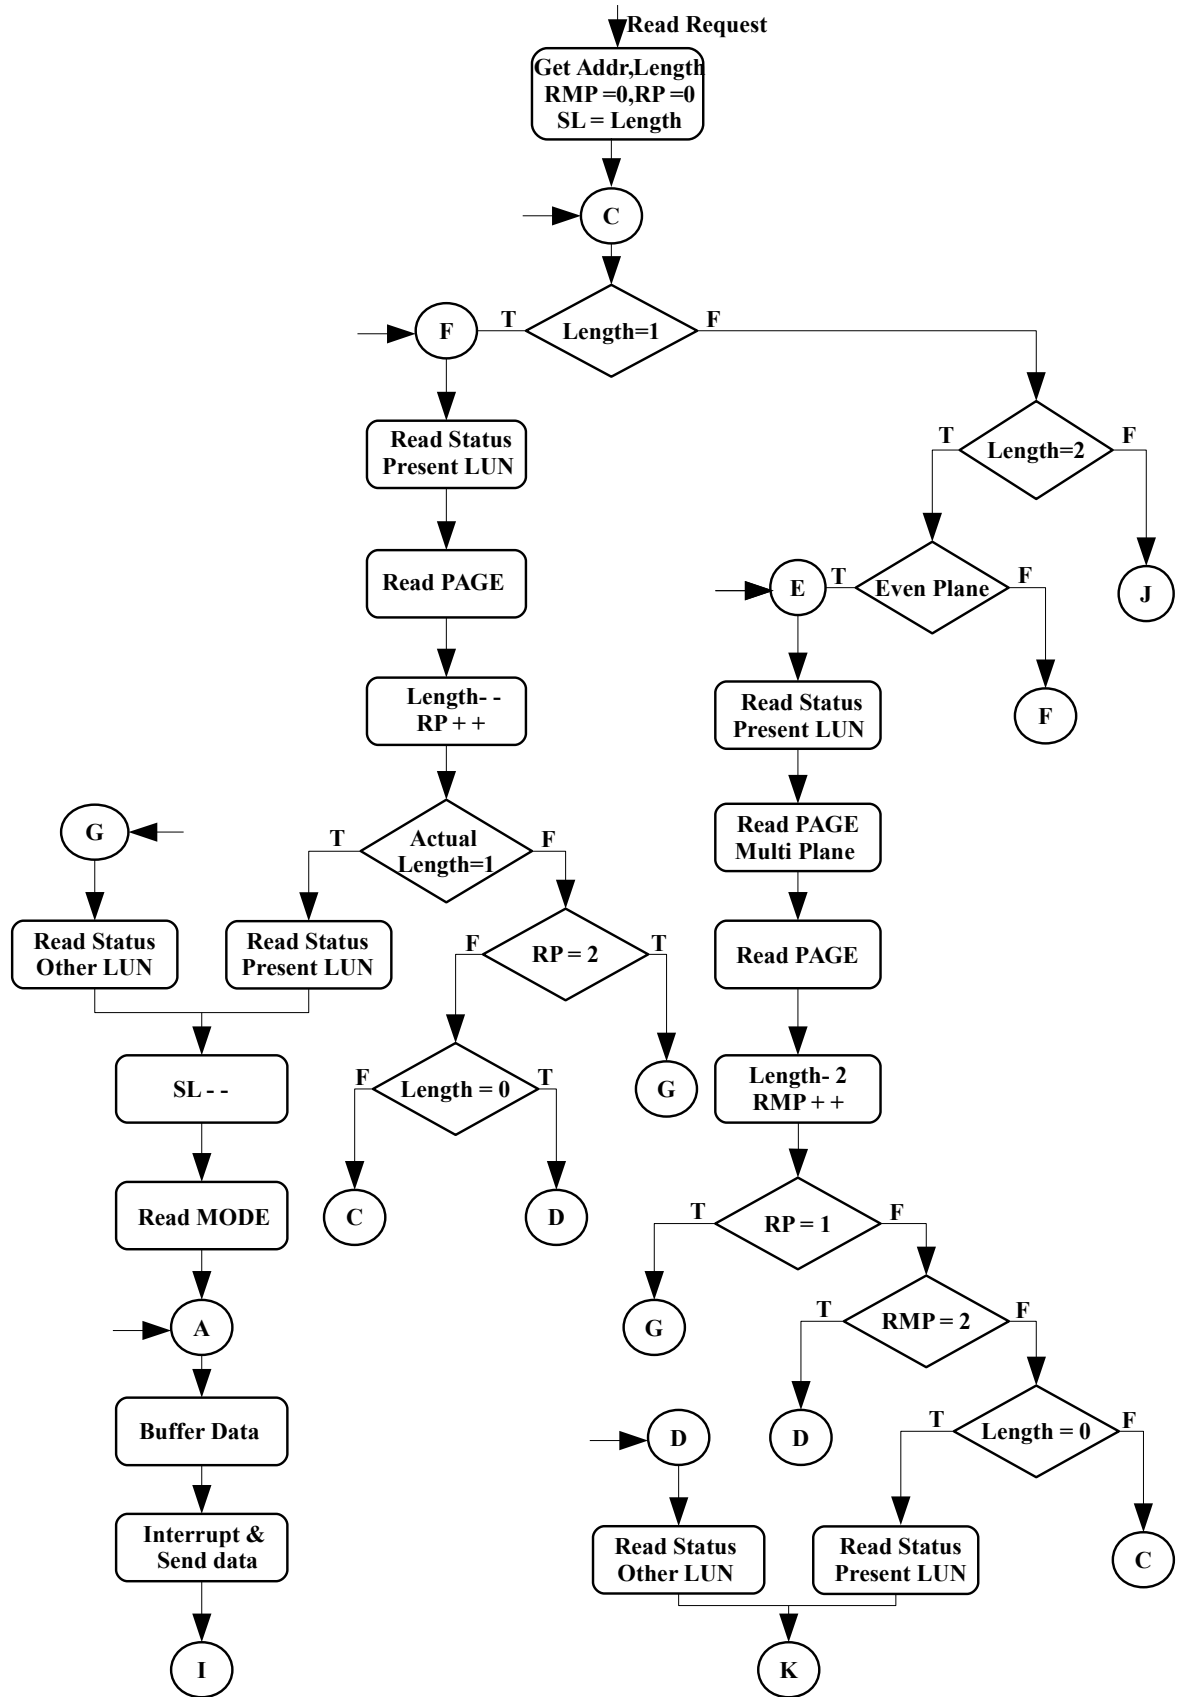 Read Request
Get Addr,Length
RMP =0,RP =0
SL = Length
C
F
T
Length=1
F
Read Status
Present LUN
T
Length=2
F
Read PAGE
E
T
Even Plane
F
J
Length- -
RP + +
Read Status
Present LUN
F
G
T
Actual
Length=1
F
Read PAGE
Multi Plane
Read Status
Other LUN
Read Status
Present LUN
F
RP = 2
T
Read PAGE
SL - -
F
Length = 0
T
G
Length- 2
RMP + +
Read MODE
C
D
T
RP = 1
F
A
G
T
RMP = 2
F
Buffer Data
D
D
T
Length = 0
F
Interrupt &
Send data
Read Status
Other LUN
Read Status
Present LUN
C
I
K